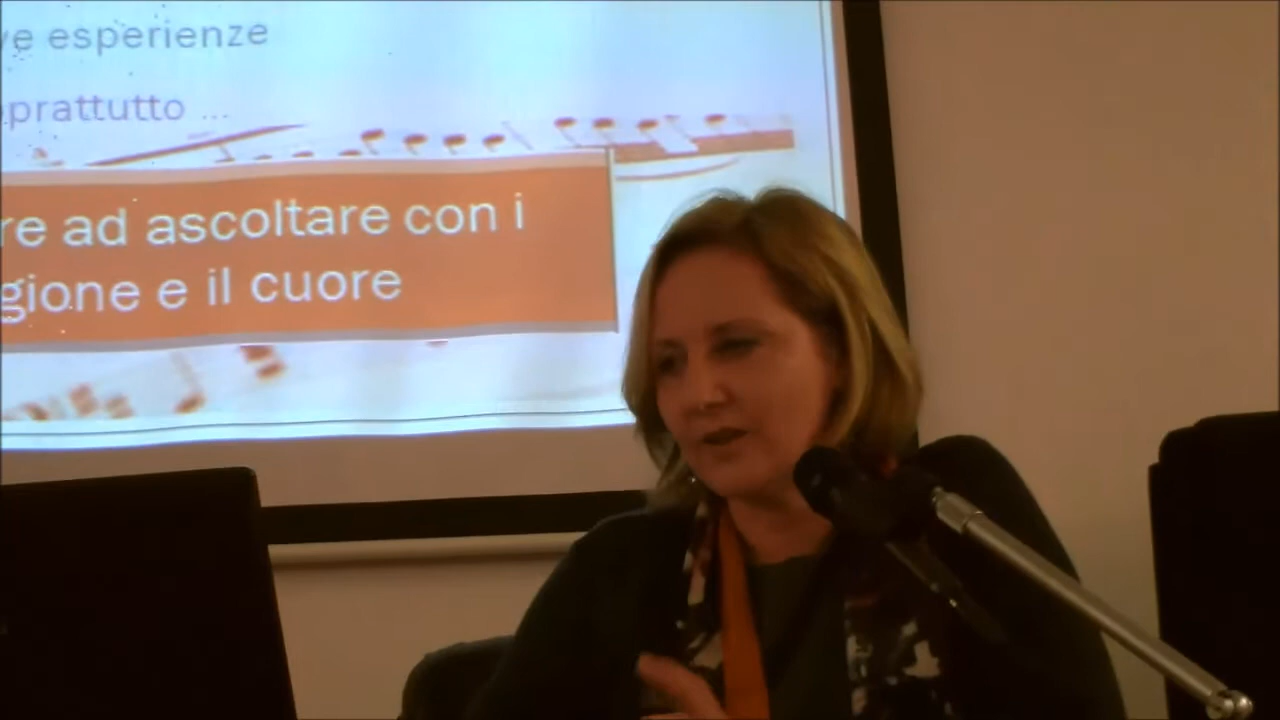 ve esperienze
oprattutto ...
re ad ascoltare con i
gione e il cuore